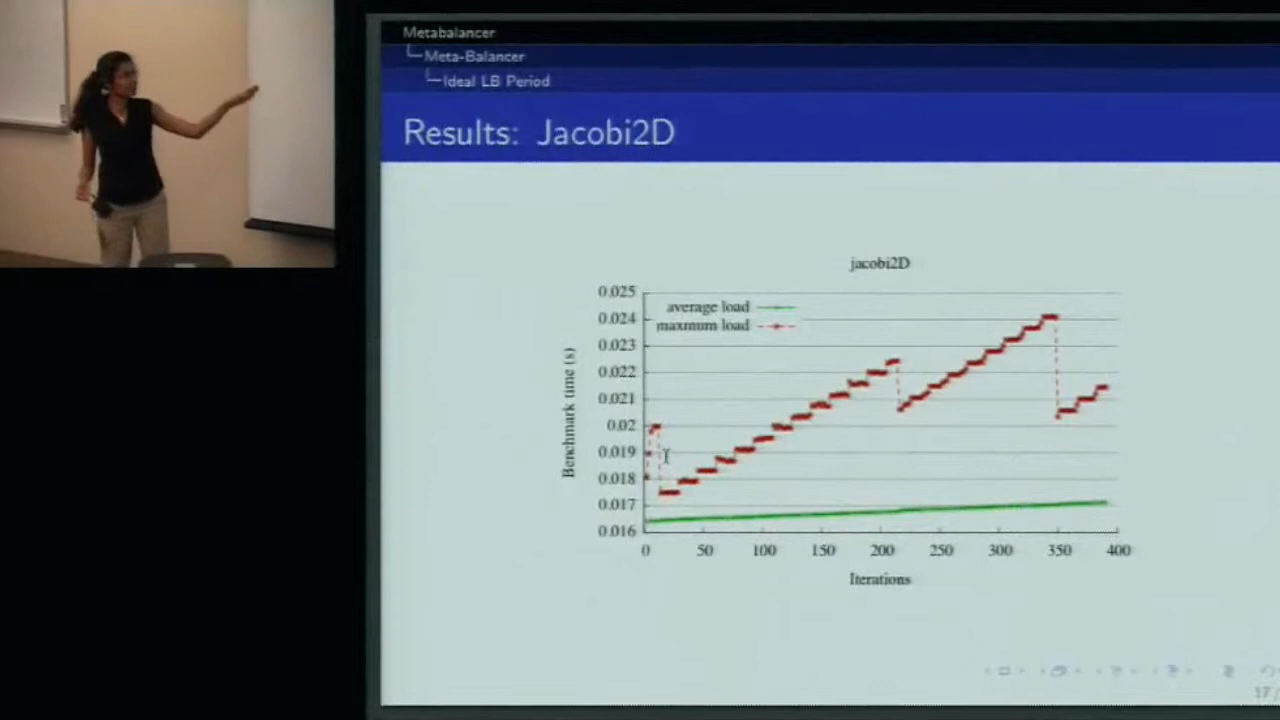 Metabalancer
Meta-Balancer
Ideal LB Period
Results: Jacobi2D
jacobi2D
0.025
0.024
0.023
0.022
0.021
0.02
0.019
0.018
0.017
0.016
average load
maxmum load
Benchmark time (s)
0 50 100 150 200 250 300 350 400
Iterations
17 /